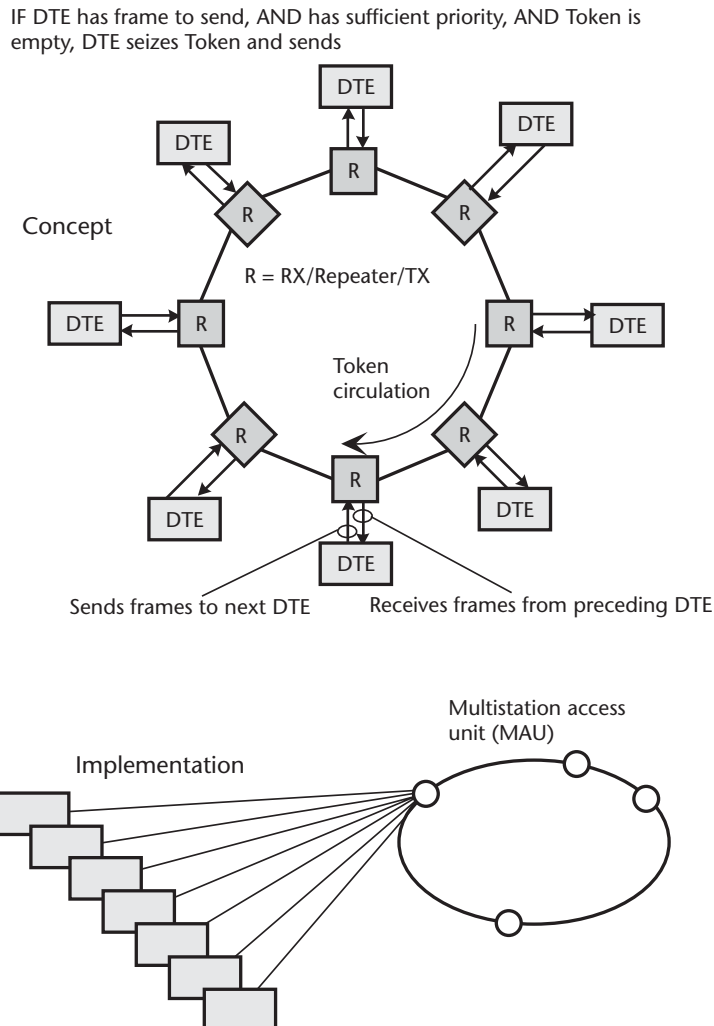 IF DTE has frame to send, AND has sufficient priority, AND Token is
empty, DTE seizes Token and sends
DTE
DTE
DTE
R
R
R
Concept
R = RX/Repeater/TX
DTE
R
R
DTE
Token
circulation
R
R
R
DTE
DTE
DTE
Sends frames to next DTE
Receives frames from preceding DTE
Multistation access
unit (MAU)
Implementation